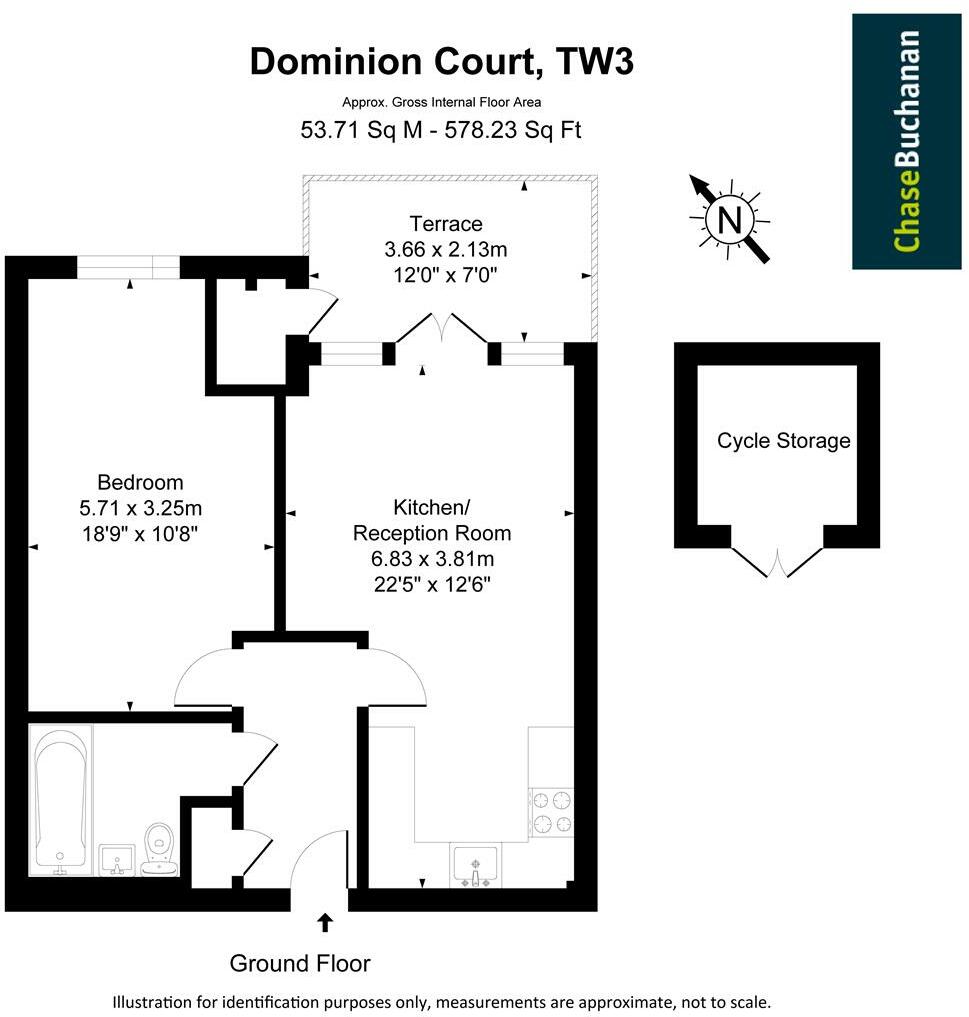 Dominion Court, TW3
Approx. Gross Internal Floor Area
53.71 Sq M - 578.23 Sq Ft
ChaseBuchanan
Terrace
3.66 x 2.13m
12'0" x 7'0"
N
Cycle Storage
Bedroom
5.71 x 3.25m
18'9" x 10'8"
Kitchen/
Reception Room
6.83 x 3.81m
22'5" x 12'6"
Ground Floor
Illustration for identification purposes only, measurements are approximate, not to scale.